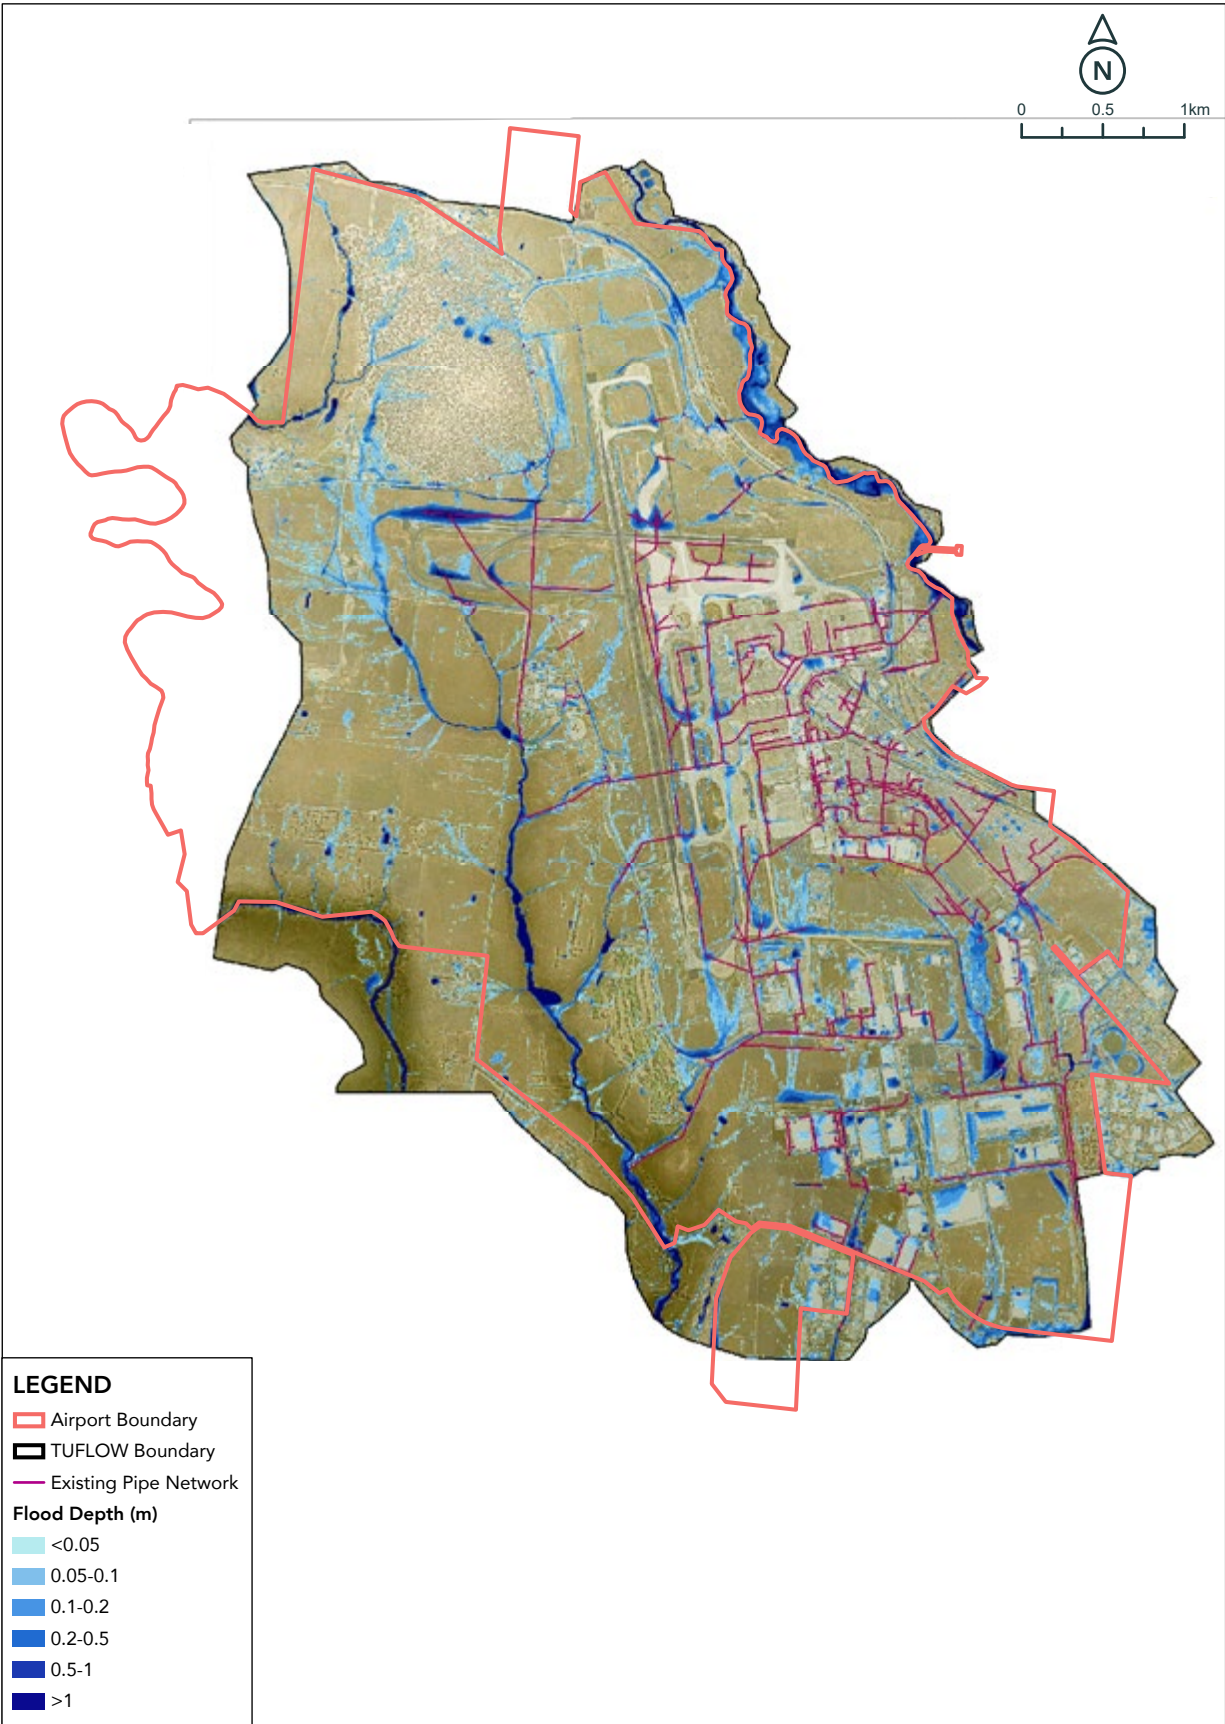 N
0 0.5 1km
LEGEND
Airport Boundary
TUFLOW Boundary
Existing Pipe Network
Flood Depth (m)
<0.05
0.05-0.1
0.1-0.2
0.2-0.5
0.5-1
>1